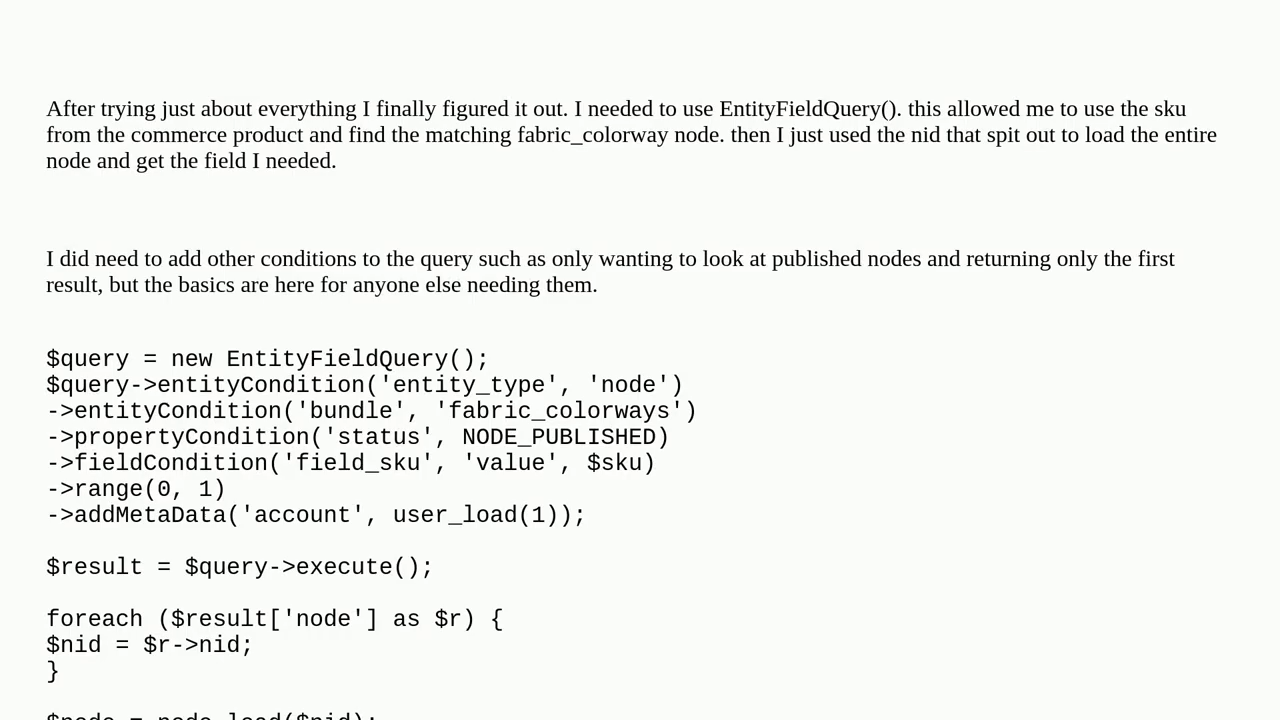 After trying just about everything I finally figured it out. I needed to use EntityFieldQuery(). this allowed me to use the sku
from the commerce product and find the matching fabric_colorway node. then I just used the nid that spit out to load the entire
node and get the field I needed.
I did need to add other conditions to the query such as only wanting to look at published nodes and returning only the first
result, but the basics are here for anyone else needing them.
$query = new EntityFieldQuery();
$query->entityCondition('entity_type', 'node')
->entityCondition('bundle', 'fabric_colorways')
->propertyCondition('status', NODE_PUBLISHED)
->fieldCondition('field_sku', 'value', $sku)
->range(0, 1)
->addMetaData('account', user_load(1));
$result = $query->execute();
foreach ($result['node'] as $r) {
$nid = $r->nid;
}
$node = node_load($nid);